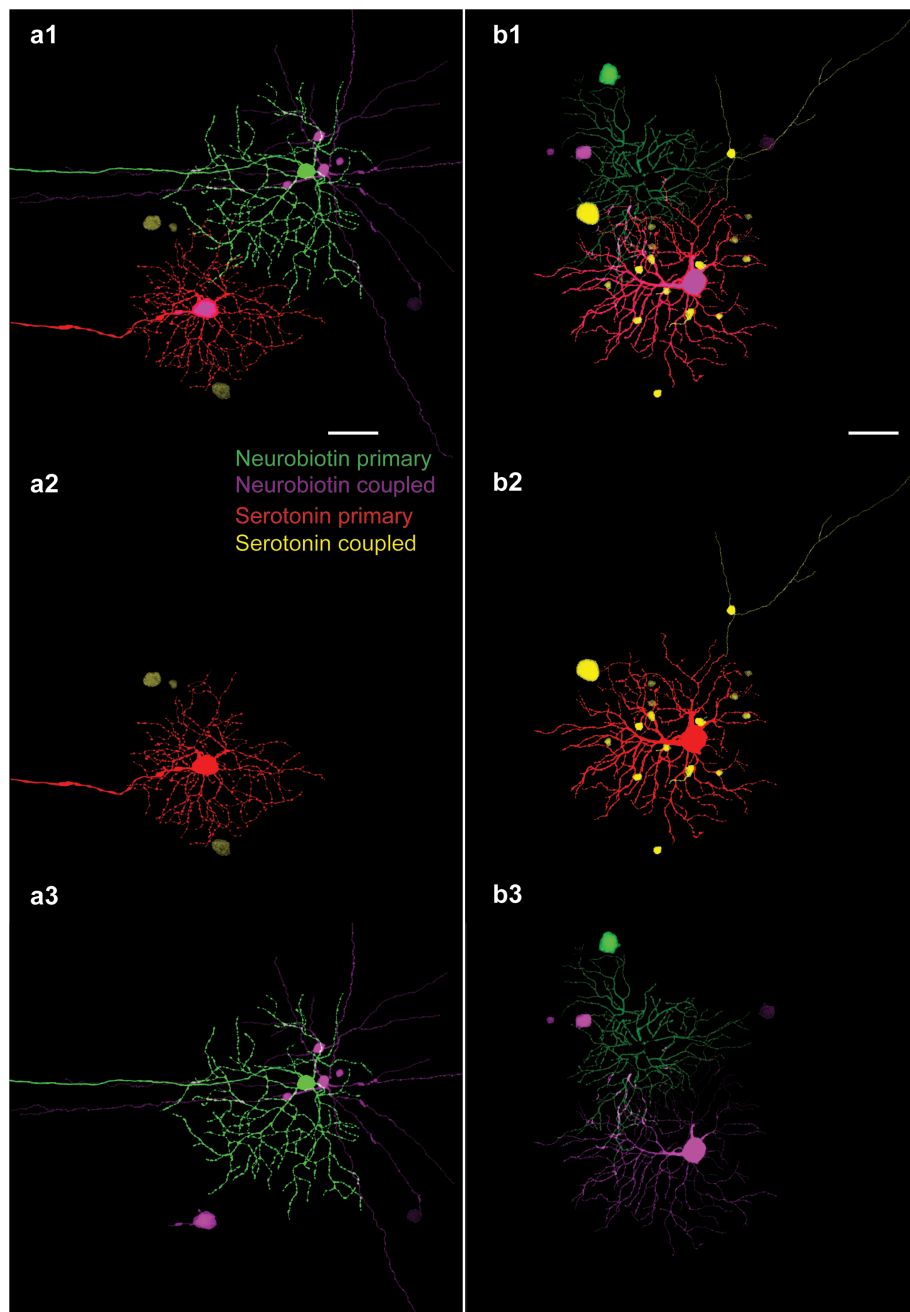 a1
b1
Neurobiotin primary
Neurobiotin coupled
Serotonin primary
Serotonin coupled
a2
b2
a3
b3